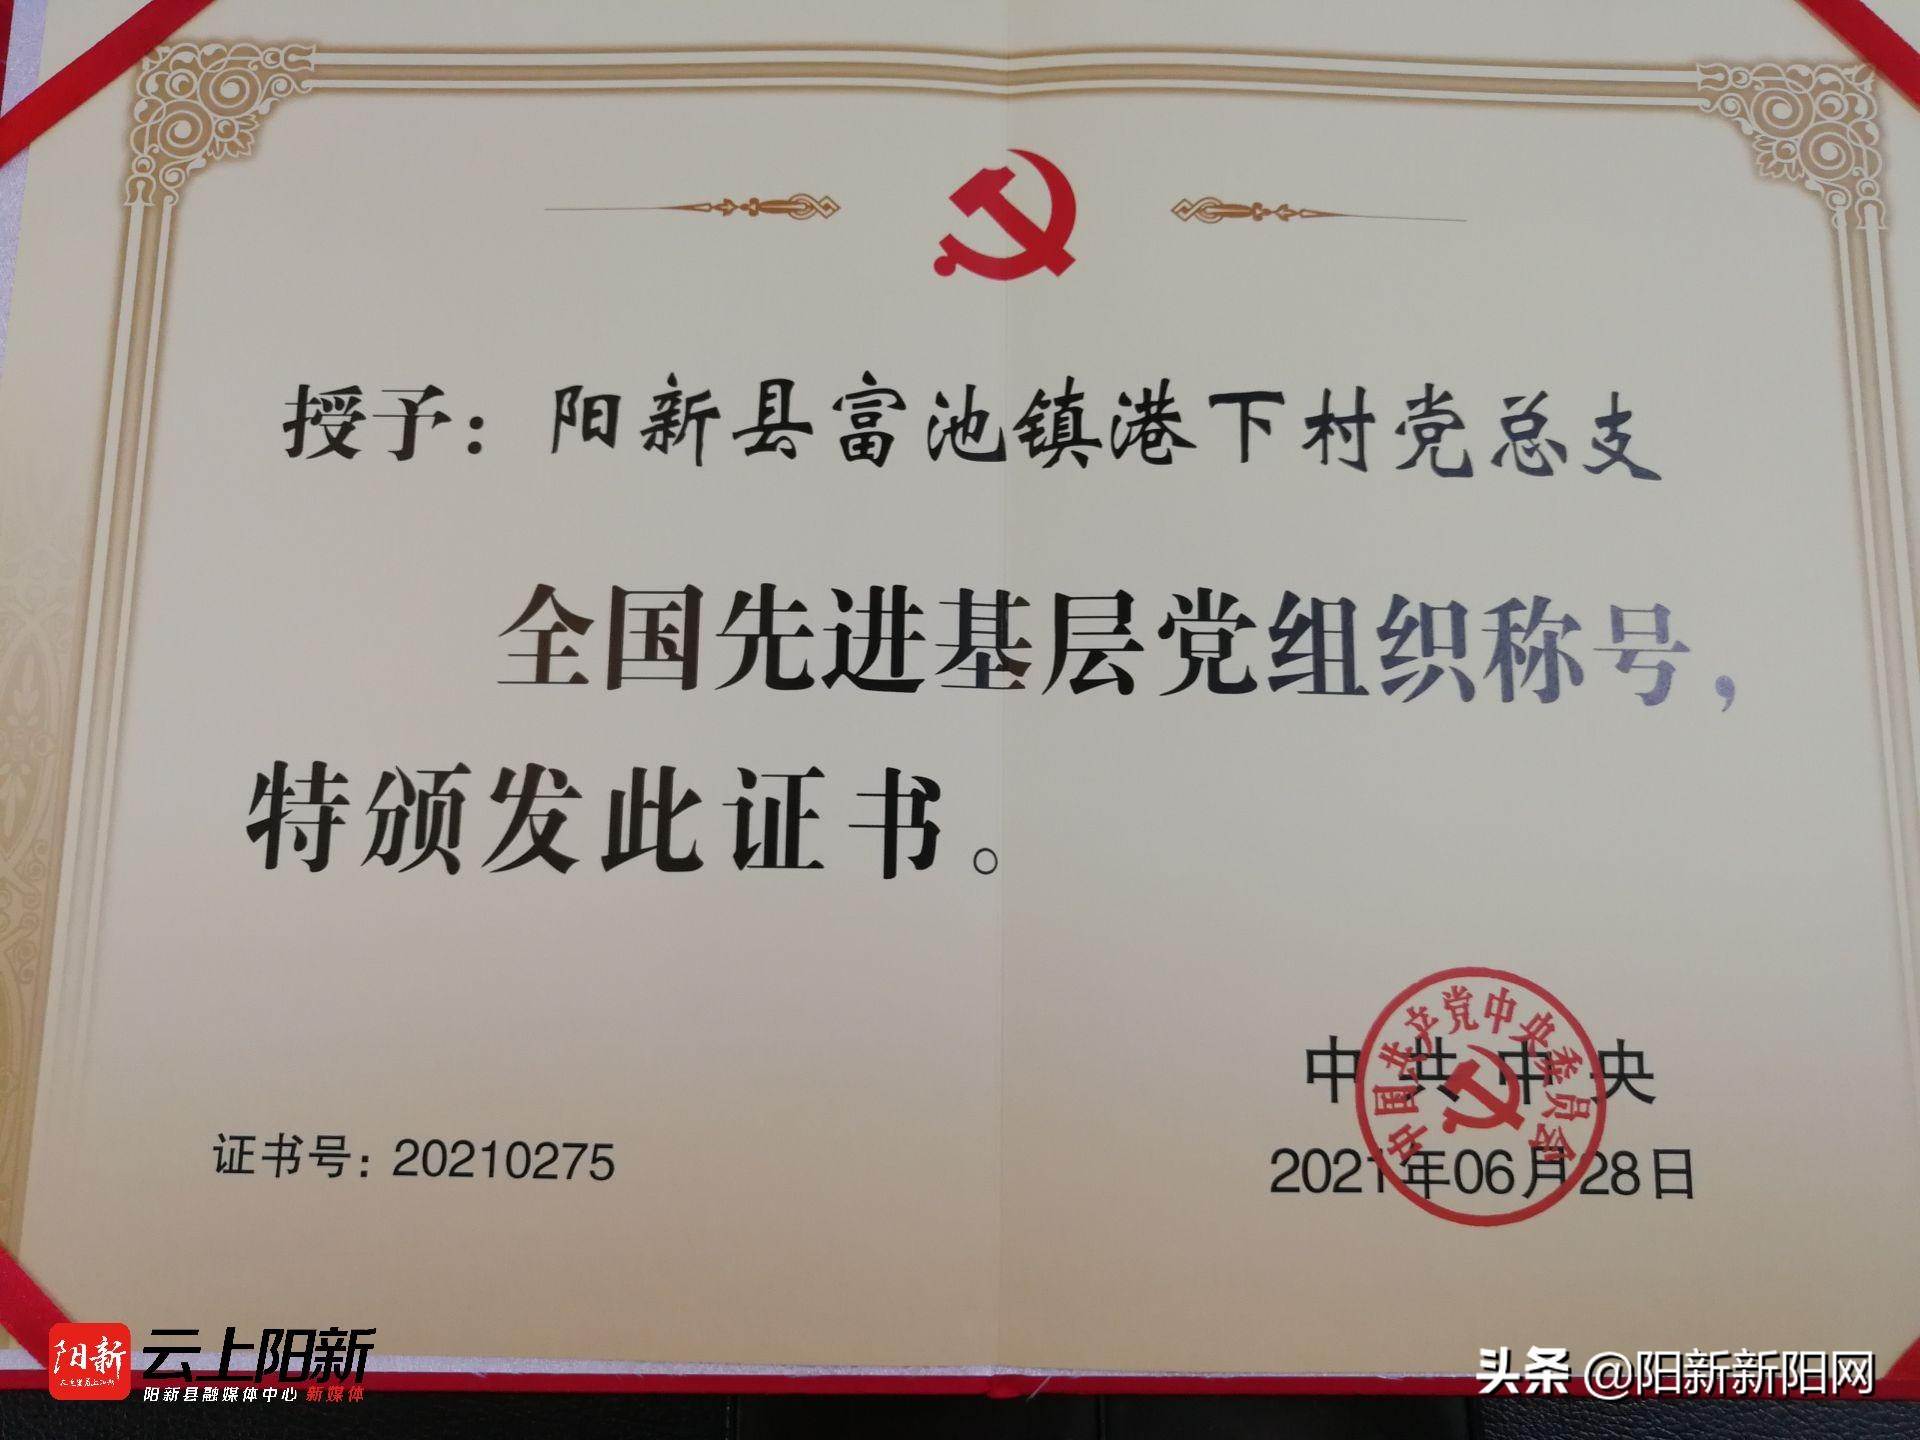 授予：阳新县富池镇港下村党总支
全国先进基层党组织称号，
特颁发此证书。
中共中央
中国共产党中央委员会
证书号：20210275
2021年06月28日
阳新
云上阳新
阳新县融媒体中心 新媒体
头条 @阳新新阳网